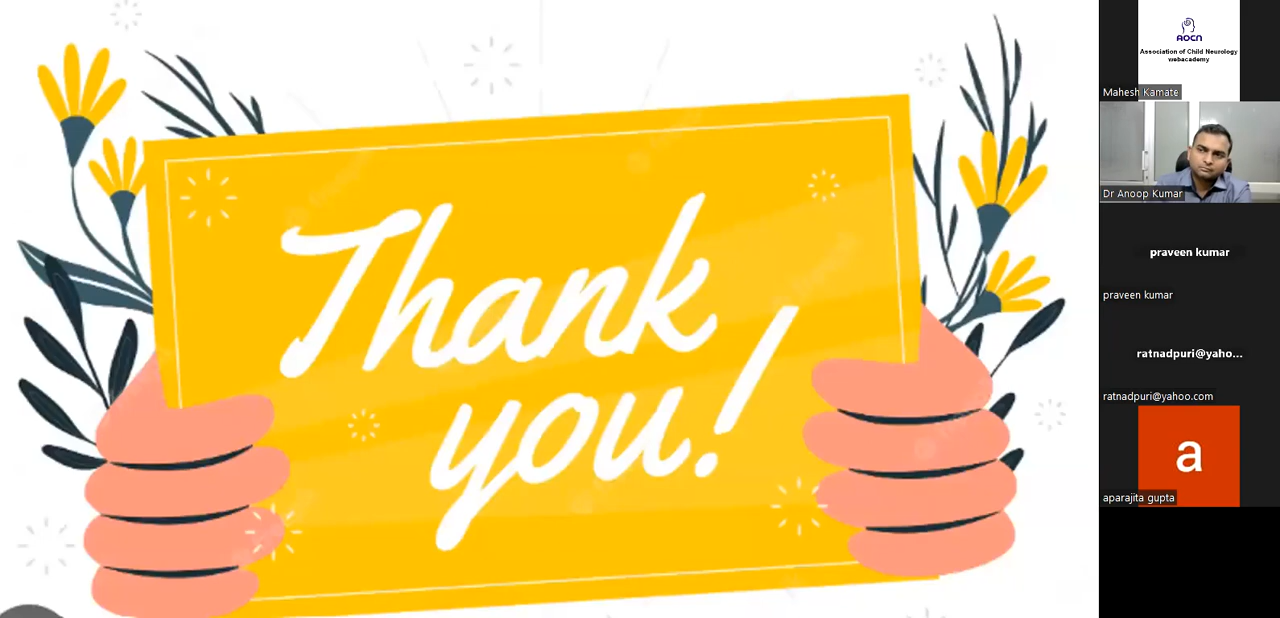 Thank
you!
AOCN
Association of Child Neurology
webacademy
Mahesh Kamate
Dr Anoop Kumar
praveen kumar
praveen kumar
ratnadpuri@yaho...
ratnadpuri@yahoo.com
a
aparajita gupta